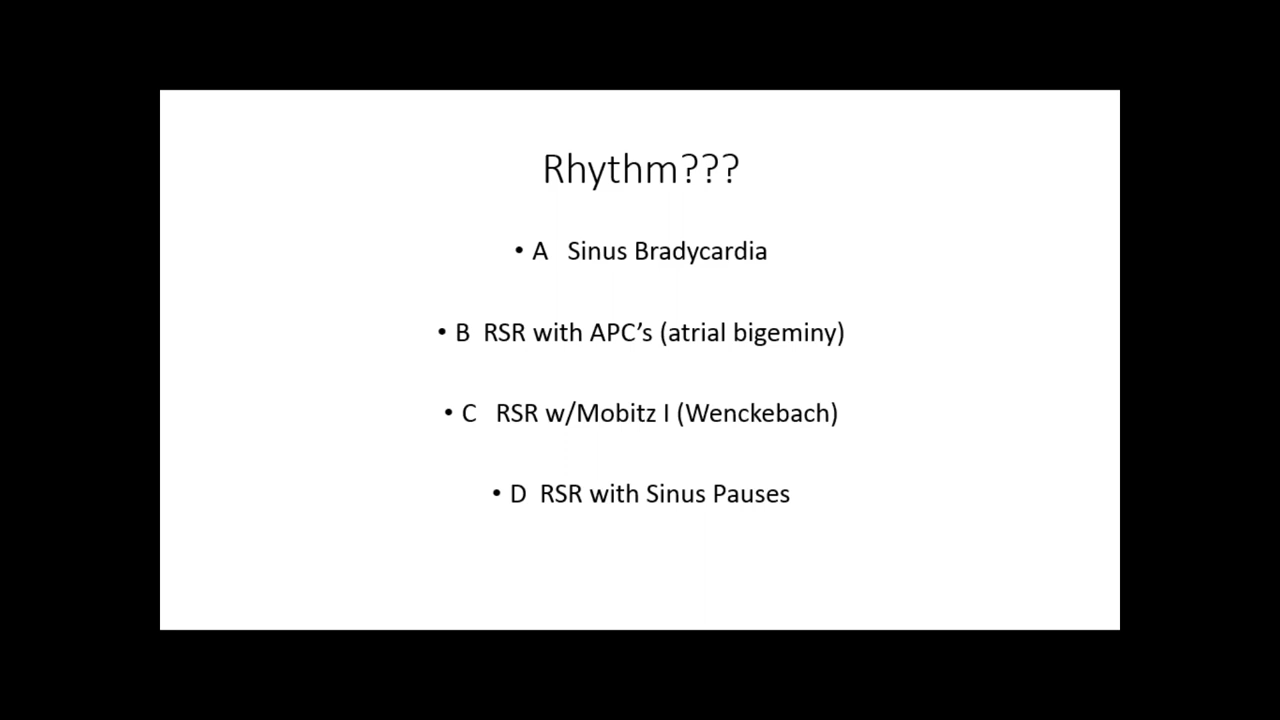 Rhythm???
• A   Sinus Bradycardia
• B  RSR with APC’s (atrial bigeminy)
• C   RSR w/Mobitz I (Wenckebach)
• D  RSR with Sinus Pauses